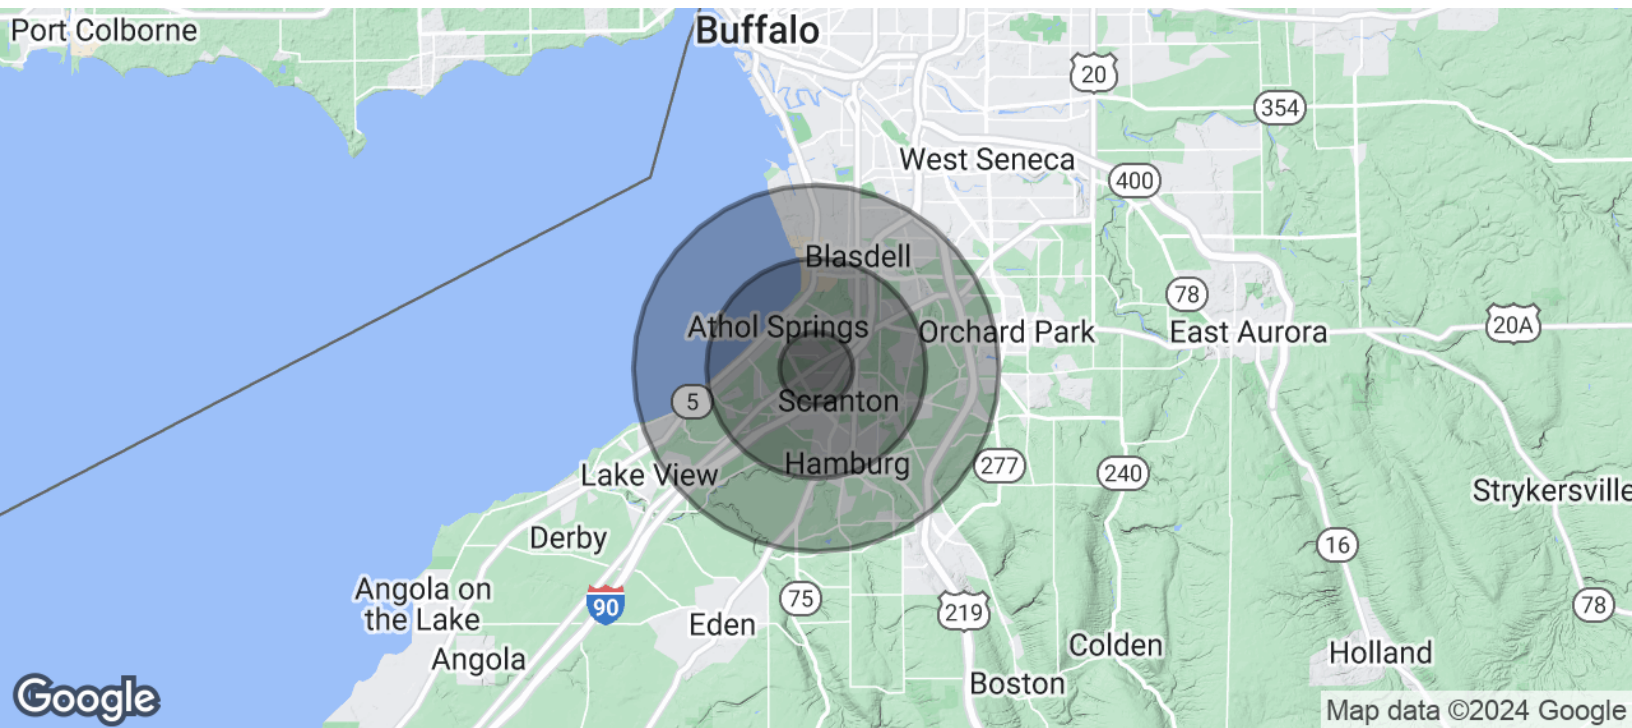 Port Colborne
Buffalo
20
354
West Seneca
400
Blasdell
78
Athol Springs
Orchard Park
East Aurora
20A
5
Scranton
Hamburg
277
240
Lake View
Strykersville
Derby
16
Angola on
the Lake
90
75
219
78
Eden
Colden
Angola
Holland
Boston
Google
Map data ©2024 Google